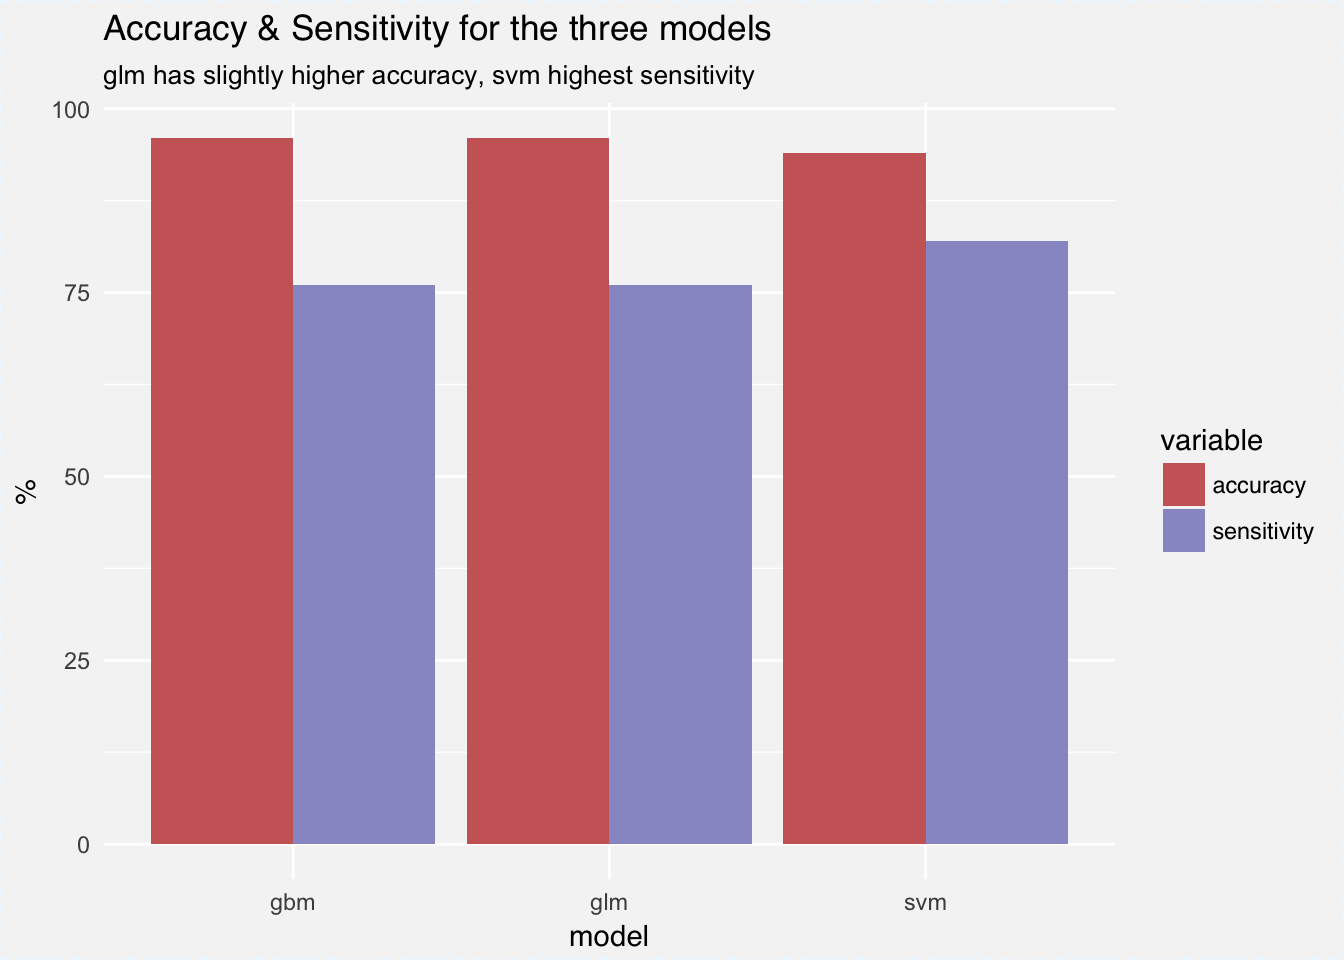 Accuracy & Sensitivity for the three models
glm has slightly higher accuracy, svm highest sensitivity
100
75
50
25
0
%
gbm
glm
svm
model
variable
accuracy
sensitivity